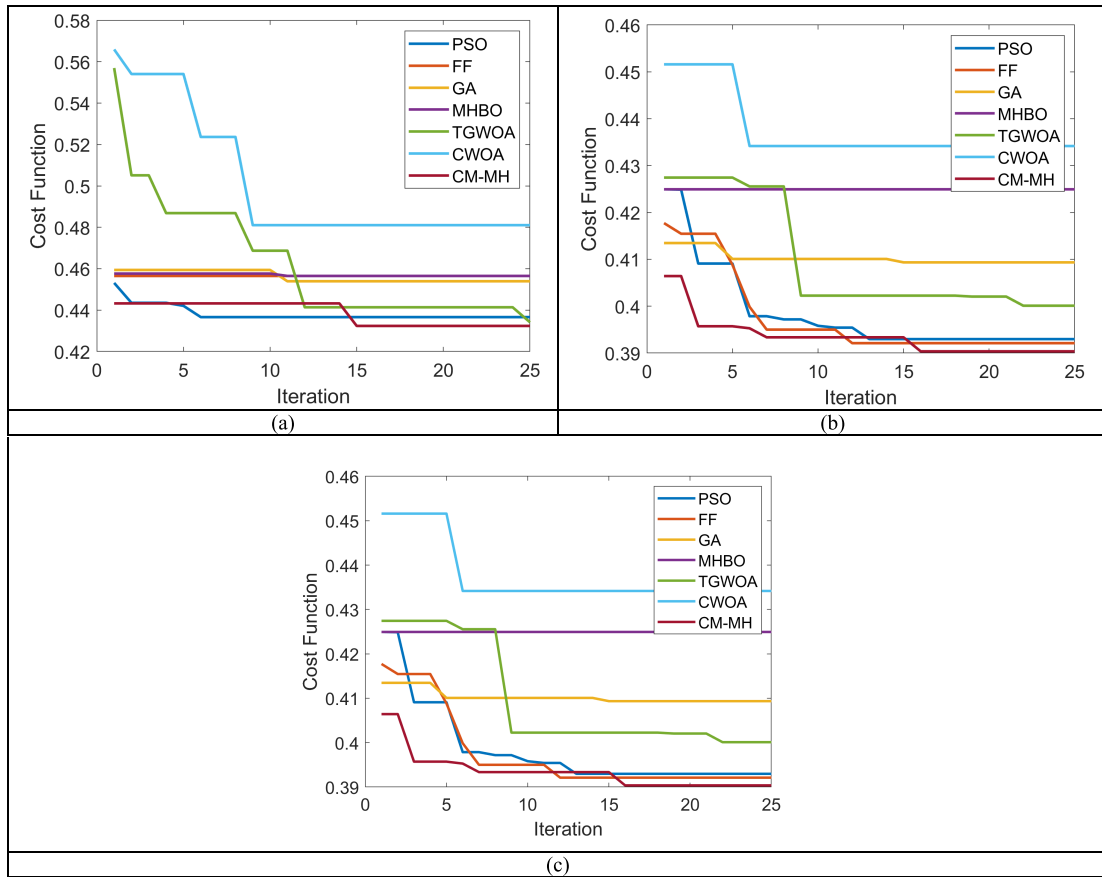 0.58
0.56
0.54
0.52
0.5
0.48
0.46
0.44
0.42
Cost Function
0 5 10 15 20 25
Iteration
PSO
FF
GA
MHBO
TGWOA
CWOA
CM-MH
(a)
0.46
0.45
0.44
0.43
0.42
0.41
0.4
0.39
Cost Function
0 5 10 15 20 25
Iteration
PSO
FF
GA
MHBO
TGWOA
CWOA
CM-MH
(b)
0.46
0.45
0.44
0.43
0.42
0.41
0.4
0.39
Cost Function
0 5 10 15 20 25
Iteration
PSO
FF
GA
MHBO
TGWOA
CWOA
CM-MH
(c)